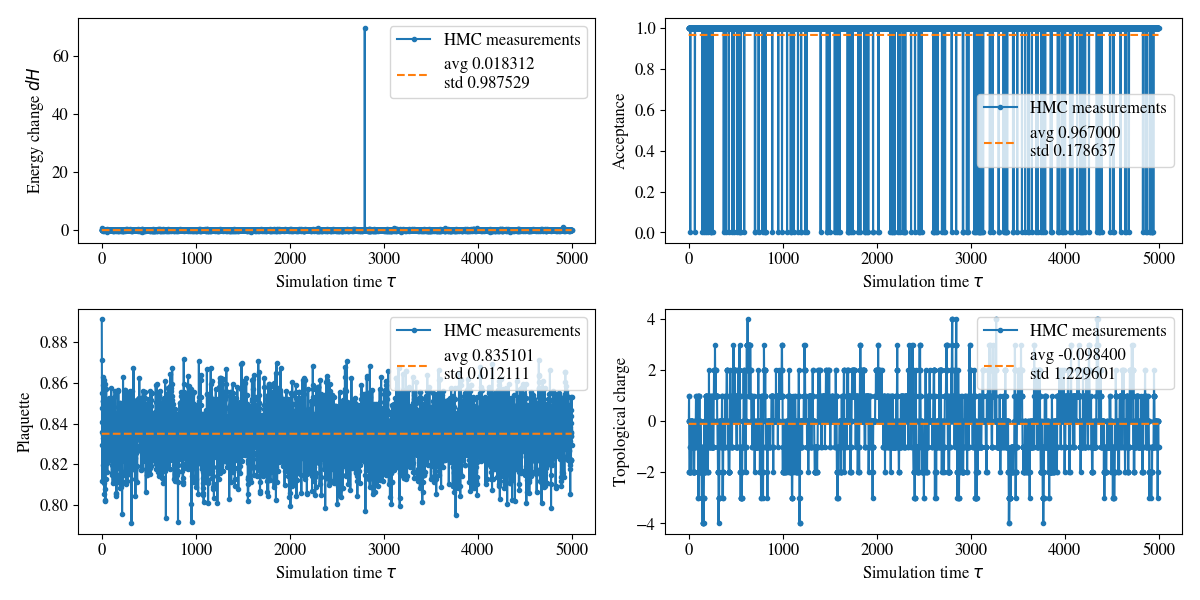 Energy change dH
60
40
20
0
HMC measurements
avg 0.018312
std 0.987529
0 1000 2000 3000 4000 5000
Simulation time τ
Acceptance
1.0
0.8
0.6
0.4
0.2
0.0
HMC measurements
avg 0.967000
std 0.178637
0 1000 2000 3000 4000 5000
Simulation time τ
Plaquette
0.88
0.86
0.84
0.82
0.80
HMC measurements
avg 0.835101
std 0.012111
0 1000 2000 3000 4000 5000
Simulation time τ
Topological charge
4
2
0
−2
−4
HMC measurements
avg -0.098400
std 1.229601
0 1000 2000 3000 4000 5000
Simulation time τ